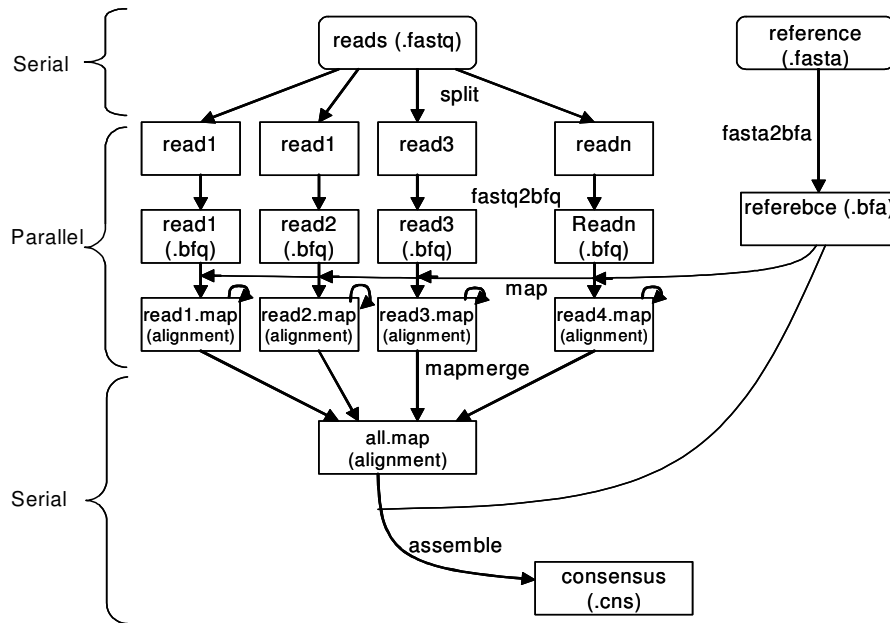 reads (.fastq)
reference
(.fasta)
Serial
split
read1
read1
read3
readn
fasta2bfa
fastq2bfq
Parallel
read1
(.bfq)
read2
(.bfq)
read3
(.bfq)
Readn
(.bfq)
referebce (.bfa)
map
read1.map
(alignment)
read2.map
(alignment)
read3.map
(alignment)
read4.map
(alignment)
mapmerge
all.map
(alignment)
Serial
assemble
consensus
(.cns)